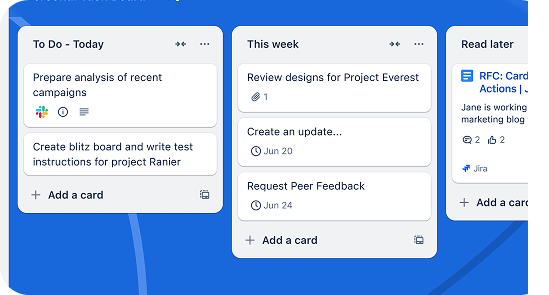 To Do - Today
Prepare analysis of recent
campaigns
Create blitz board and write test
instructions for project Ranier
+ Add a card
This week
Review designs for Project Everest
1
Create an update...
Jun 20
Request Peer Feedback
Jun 24
+ Add a card
Read later
RFC: Card
Actions | J
Jane is working
marketing blog
2 2
Jira
+ Add a card